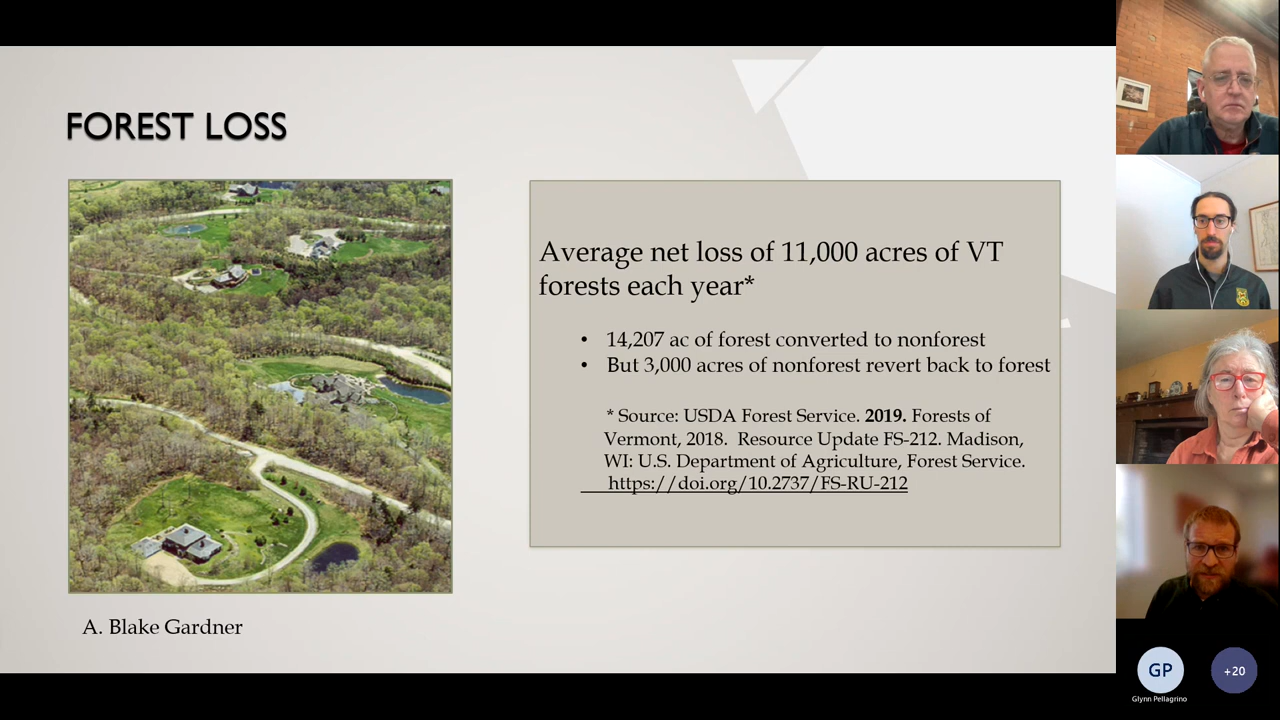 FOREST LOSS
Average net loss of 11,000 acres of VT
forests each year*
• 14,207 ac of forest converted to nonforest
• But 3,000 acres of nonforest revert back to forest
* Source: USDA Forest Service. 2019. Forests of
Vermont, 2018. Resource Update FS-212. Madison,
WI: U.S. Department of Agriculture, Forest Service.
https://doi.org/10.2737/FS-RU-212
A. Blake Gardner
GP
+20
Glynn Pellagrino